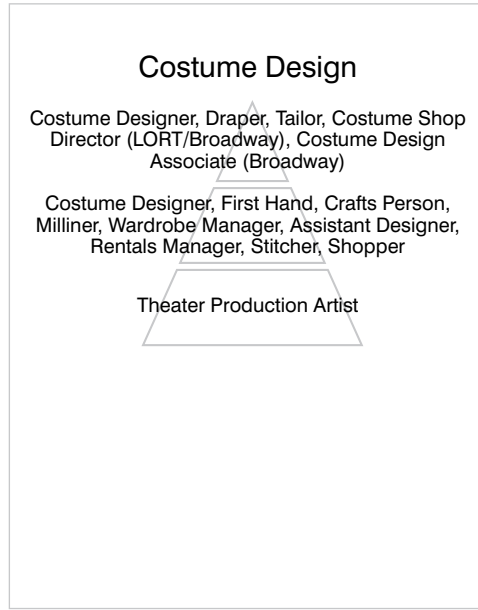 Costume Design
Costume Designer, Draper, Tailor, Costume Shop
Director (LORT/Broadway), Costume Design
Associate (Broadway)
Costume Designer, First Hand, Crafts Person,
Milliner, Wardrobe Manager, Assistant Designer,
Rentals Manager, Stitcher, Shopper
Theater Production Artist